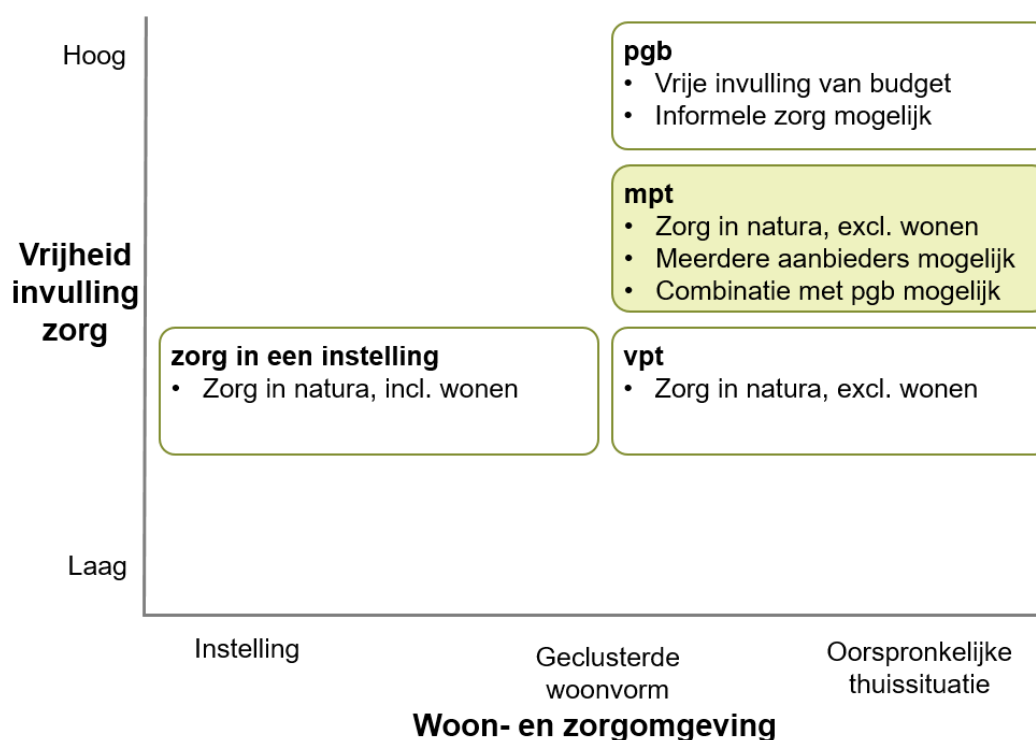 Hoog
Vrijheid
invulling
zorg
Laag
pgb
• Vrije invulling van budget
• Informele zorg mogelijk
mpt
• Zorg in natura, excl. wonen
• Meerdere aanbieders mogelijk
• Combinatie met pgb mogelijk
zorg in een instelling
• Zorg in natura, incl. wonen
vpt
• Zorg in natura, excl. wonen
Instelling
Geclusterde
woonvorm
Oorspronkelijke
thuissituatie
Woon- en zorgomgeving